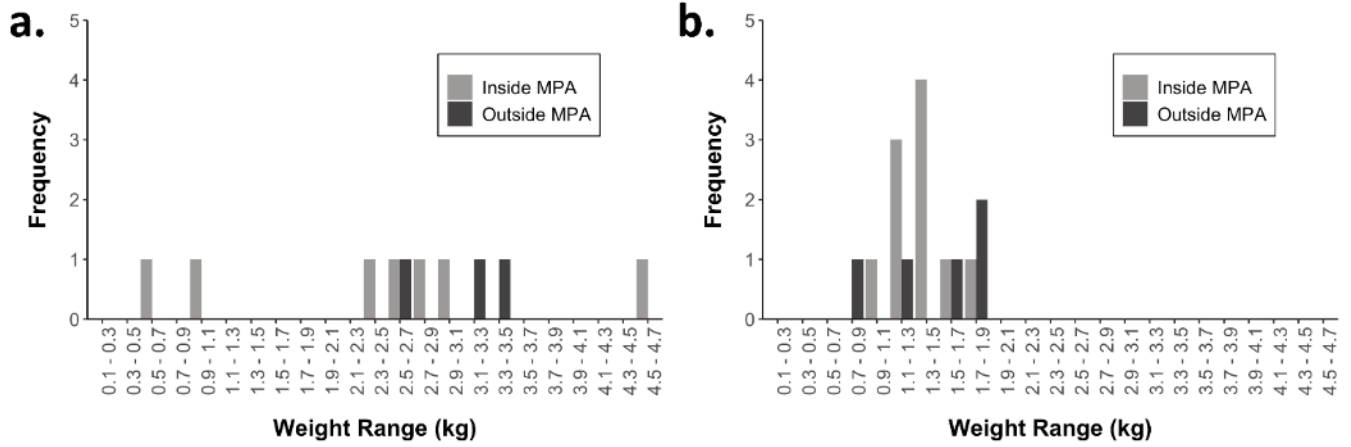 a.
5
4
3
2
1
0
Frequency
Inside MPA
Outside MPA
0.1 - 0.3
0.3 - 0.5
0.5 - 0.7
0.7 - 0.9
0.9 - 1.1
1.1 - 1.3
1.3 - 1.5
1.5 - 1.7
1.7 - 1.9
1.9 - 2.1
2.1 - 2.3
2.3 - 2.5
2.5 - 2.7
2.7 - 2.9
2.9 - 3.1
3.1 - 3.3
3.3 - 3.5
3.5 - 3.7
3.7 - 3.9
3.9 - 4.1
4.1 - 4.3
4.3 - 4.5
4.5 - 4.7
Weight Range (kg)
b.
5
4
3
2
1
0
Frequency
Inside MPA
Outside MPA
0.1 - 0.3
0.3 - 0.5
0.5 - 0.7
0.7 - 0.9
0.9 - 1.1
1.1 - 1.3
1.3 - 1.5
1.5 - 1.7
1.7 - 1.9
1.9 - 2.1
2.1 - 2.3
2.3 - 2.5
2.5 - 2.7
2.7 - 2.9
2.9 - 3.1
3.1 - 3.3
3.3 - 3.5
3.5 - 3.7
3.7 - 3.9
3.9 - 4.1
4.1 - 4.3
4.3 - 4.5
4.5 - 4.7
Weight Range (kg)